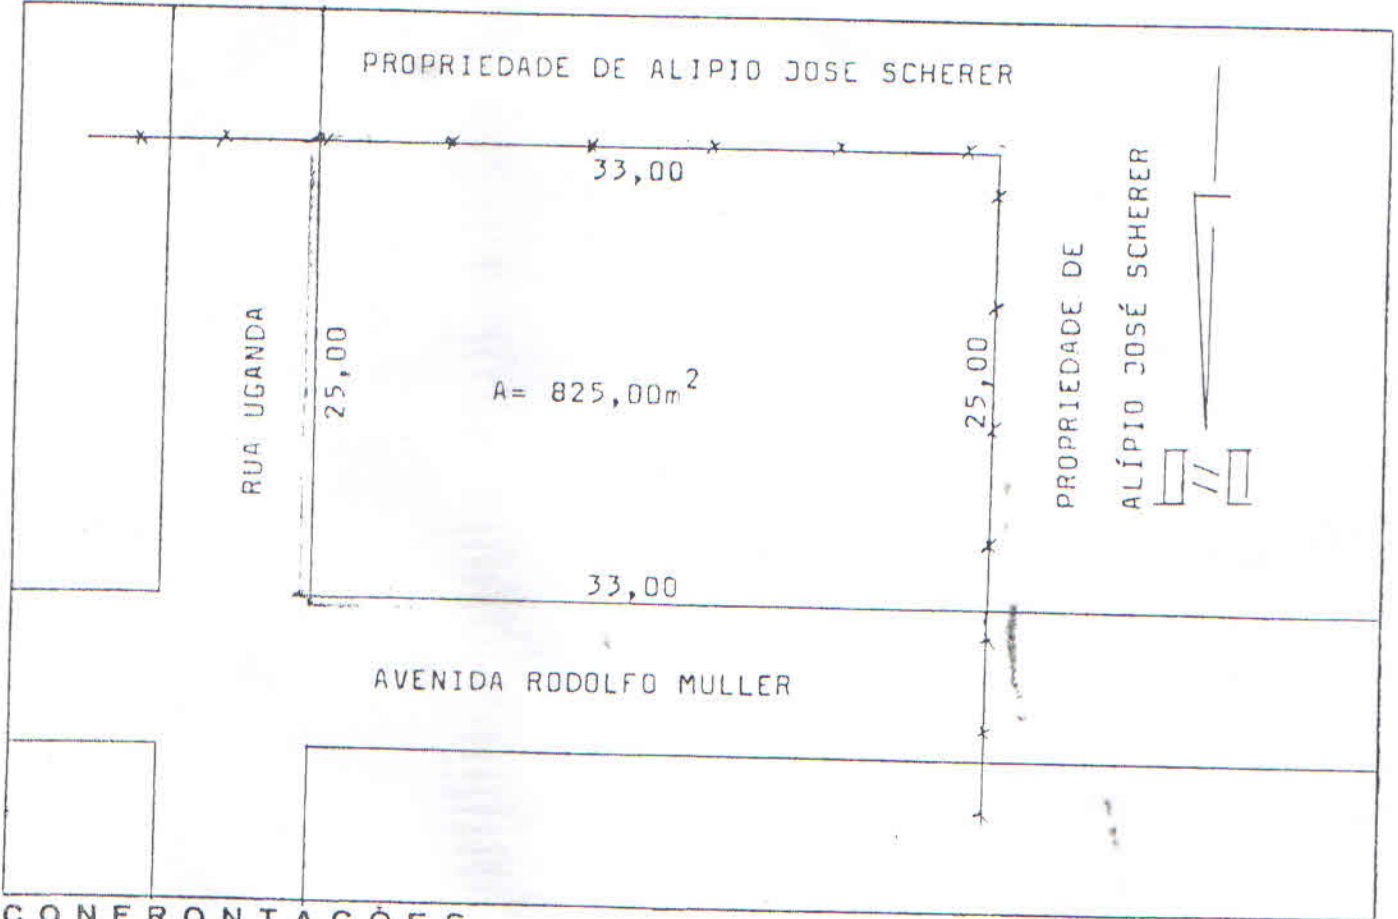 PROPRIEDADE DE ALIPIO JOSE SCHERER
33,00
RUA UGANDA
25,00
A= 825,00m²
25,00
PROPRIEDADE DE
ALÍPIO JOSÉ SCHERER
33,00
AVENIDA RODOLFO MULLER
CONFRONTAÇÕES